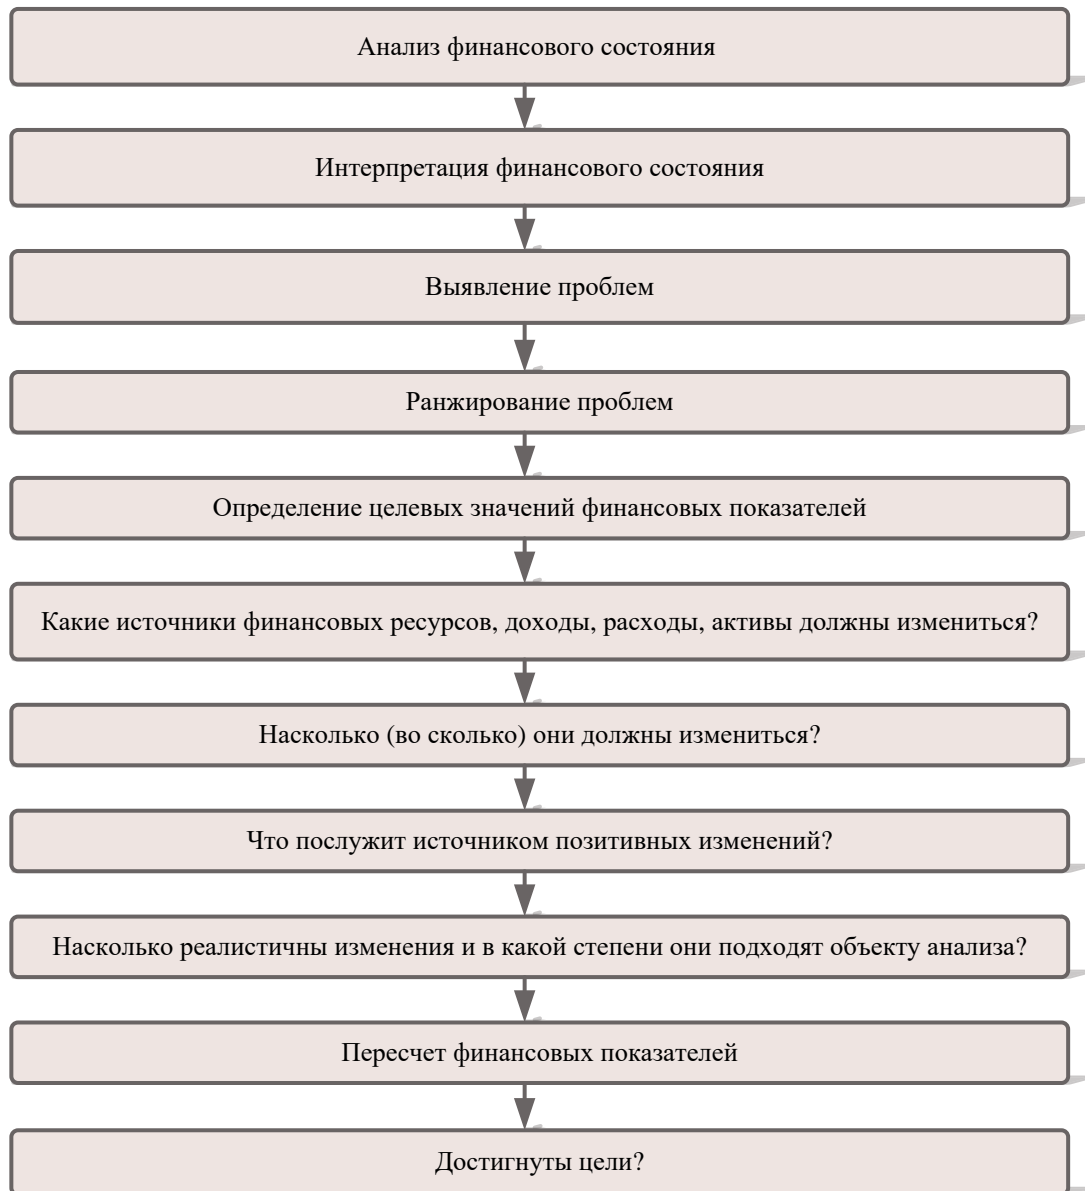 Анализ финансового состояния
Интерпретация финансового состояния
Выявление проблем
Ранжирование проблем
Определение целевых значений финансовых показателей
Какие источники финансовых ресурсов, доходы, расходы, активы должны измениться?
Насколько (во сколько) они должны измениться?
Что послужит источником позитивных изменений?
Насколько реалистичны изменения и в какой степени они подходят объекту анализа?
Пересчет финансовых показателей
Достигнуты цели?